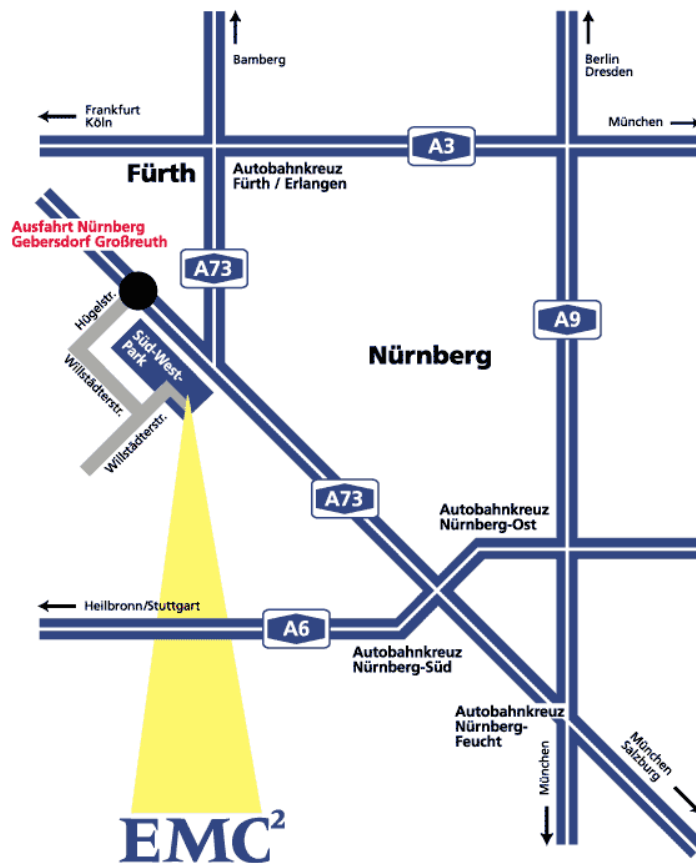 Bamberg
Berlin
Dresden
Frankfurt
Köln
München
A3
Fürth
Autobahnkreuz
Fürth / Erlangen
Ausfahrt Nürnberg
Gebersdorf Großreuth
A73
Hügelstr.
A9
Süd-West-
Park
Nürnberg
Willstädterstr.
Willstädterstr.
A73
Autobahnkreuz
Nürnberg-Ost
Heilbronn/Stuttgart
A6
Autobahnkreuz
Nürnberg-Süd
Autobahnkreuz
Nürnberg-
Feucht
München
München
Salzburg
EMC²